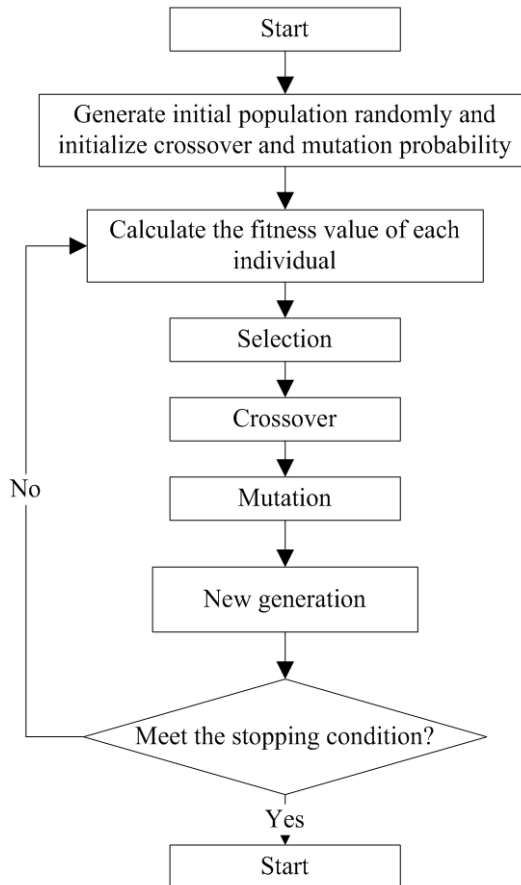 Start
Generate initial population randomly and
initialize crossover and mutation probability
Calculate the fitness value of each
individual
Selection
Crossover
No
Mutation
New generation
Meet the stopping condition?
Yes
Start